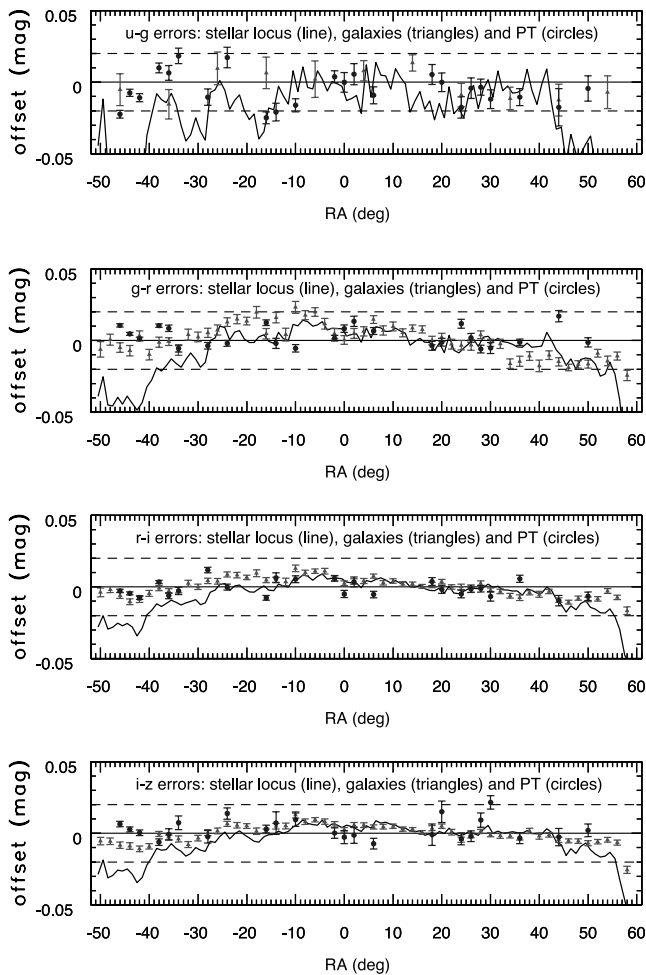 u-g errors: stellar locus (line), galaxies (triangles) and PT (circles)
offset (mag)
0
-0.05
-50 -40 -30 -20 -10 0 10 20 30 40 50 60
RA (deg)
0.05
g-r errors: stellar locus (line), galaxies (triangles) and PT (circles)
offset (mag)
0
-0.05
-50 -40 -30 -20 -10 0 10 20 30 40 50 60
RA (deg)
0.05
r-i errors: stellar locus (line), galaxies (triangles) and PT (circles)
offset (mag)
0
-0.05
-50 -40 -30 -20 -10 0 10 20 30 40 50 60
RA (deg)
0.05
i-z errors: stellar locus (line), galaxies (triangles) and PT (circles)
offset (mag)
0
-0.05
-50 -40 -30 -20 -10 0 10 20 30 40 50 60
RA (deg)